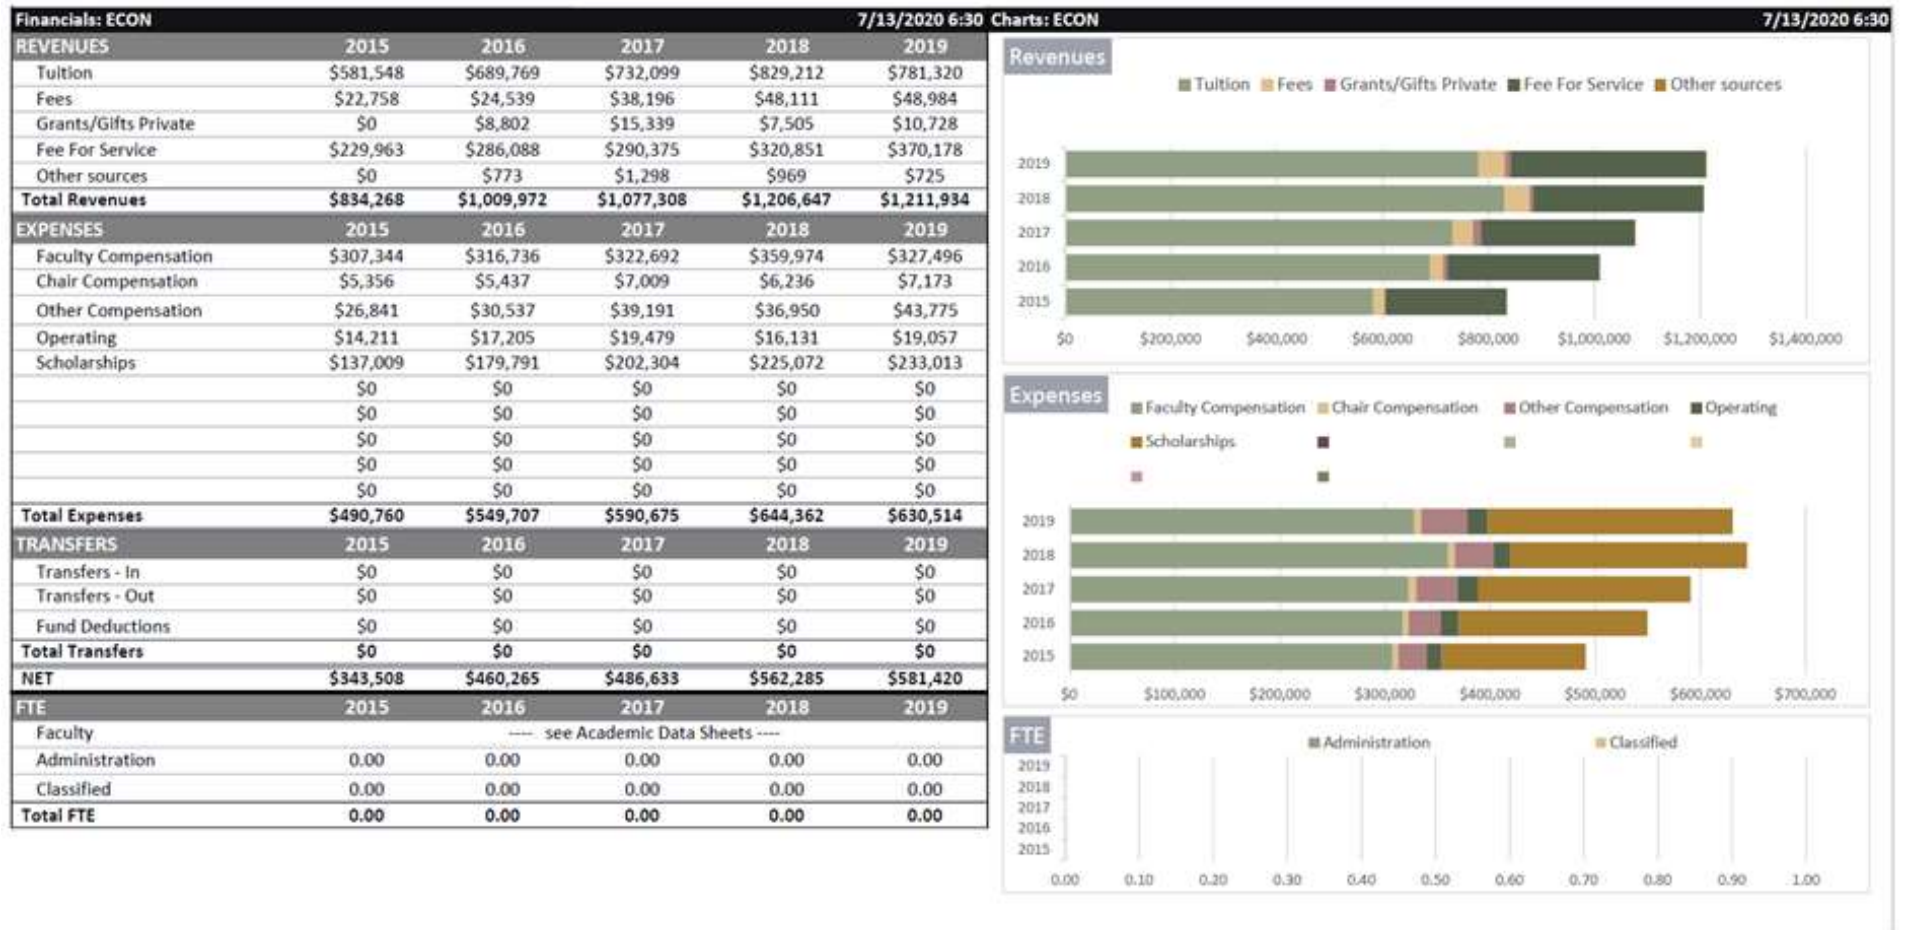 Financials: ECON 7/13/2020 6:30
REVENUES 2015 2016 2017 2018 2019
Tuition $581,548 $689,769 $732,099 $829,212 $781,320
Fees $22,758 $24,539 $38,196 $48,111 $48,984
Grants/Gifts Private $0 $8,802 $15,339 $7,505 $10,728
Fee For Service $229,963 $286,088 $290,375 $320,851 $370,178
Other sources $0 $773 $1,298 $969 $725
Total Revenues $834,268 $1,009,972 $1,077,308 $1,206,647 $1,211,934
EXPENSES 2015 2016 2017 2018 2019
Faculty Compensation $307,344 $316,736 $322,692 $359,974 $327,496
Chair Compensation $5,356 $5,437 $7,009 $6,236 $7,173
Other Compensation $26,841 $30,537 $39,191 $36,950 $43,775
Operating $14,211 $17,205 $19,479 $16,131 $19,057
Scholarships $137,009 $179,791 $202,304 $225,072 $233,013
$0 $0 $0 $0 $0
$0 $0 $0 $0 $0
$0 $0 $0 $0 $0
$0 $0 $0 $0 $0
$0 $0 $0 $0 $0
Total Expenses $490,760 $549,707 $590,675 $644,362 $630,514
TRANSFERS 2015 2016 2017 2018 2019
Transfers - In $0 $0 $0 $0 $0
Transfers - Out $0 $0 $0 $0 $0
Fund Deductions $0 $0 $0 $0 $0
Total Transfers $0 $0 $0 $0 $0
NET $343,508 $460,265 $486,633 $562,285 $581,420
FTE 2015 2016 2017 2018 2019
Faculty ---- see Academic Data Sheets ----
Administration 0.00 0.00 0.00 0.00 0.00
Classified 0.00 0.00 0.00 0.00 0.00
Total FTE 0.00 0.00 0.00 0.00 0.00
Charts: ECON 7/13/2020 6:30
Revenues
Tuition Fees Grants/Gifts Private Fee For Service Other sources
2019
2018
2017
2016
2015
$0 $200,000 $400,000 $600,000 $800,000 $1,000,000 $1,200,000 $1,400,000
Expenses
Faculty Compensation Chair Compensation Other Compensation Operating
Scholarships
2019
2018
2017
2016
2015
$0 $100,000 $200,000 $300,000 $400,000 $500,000 $600,000 $700,000
FTE
Administration Classified
2019
2018
2017
2016
2015
0.00 0.10 0.20 0.30 0.40 0.50 0.60 0.70 0.80 0.90 1.00